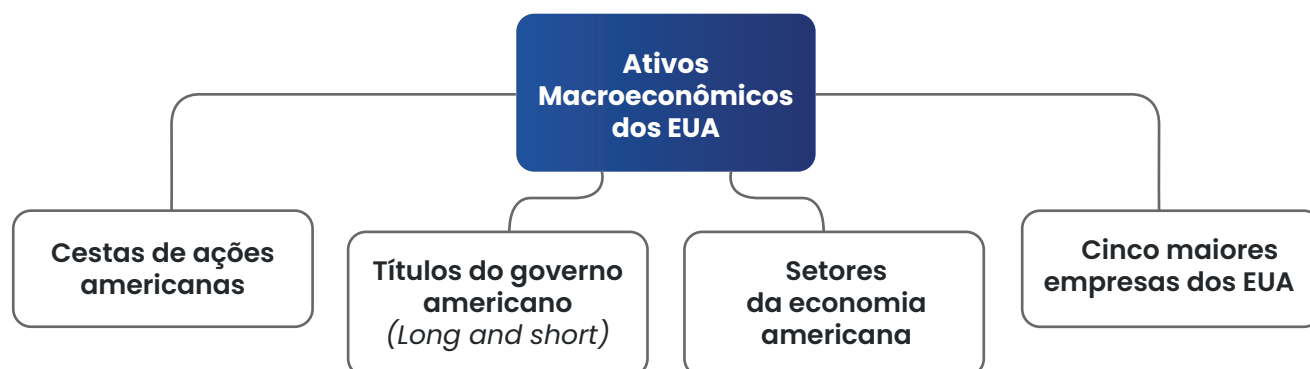 Ativos
Macroeconômicos
dos EUA
Cestas de ações
americanas
Títulos do governo
americano
(Long and short)
Setores
da economia
americana
Cinco maiores
empresas dos EUA